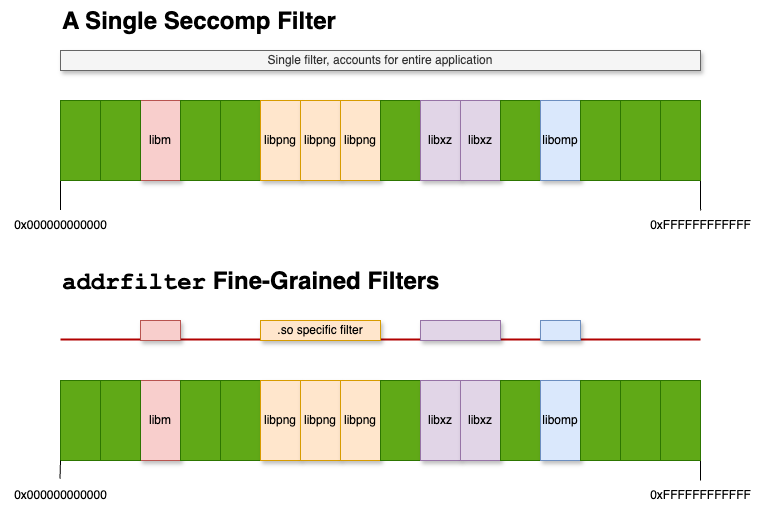 A Single Seccomp Filter
Single filter, accounts for entire application
libm libpng libpng libpng libxz libxz libomp
0x000000000000 0xFFFFFFFFFFFF
addrfilter Fine-Grained Filters
.so specific filter
libm libpng libpng libpng libxz libxz libomp
0x000000000000 0xFFFFFFFFFFFF